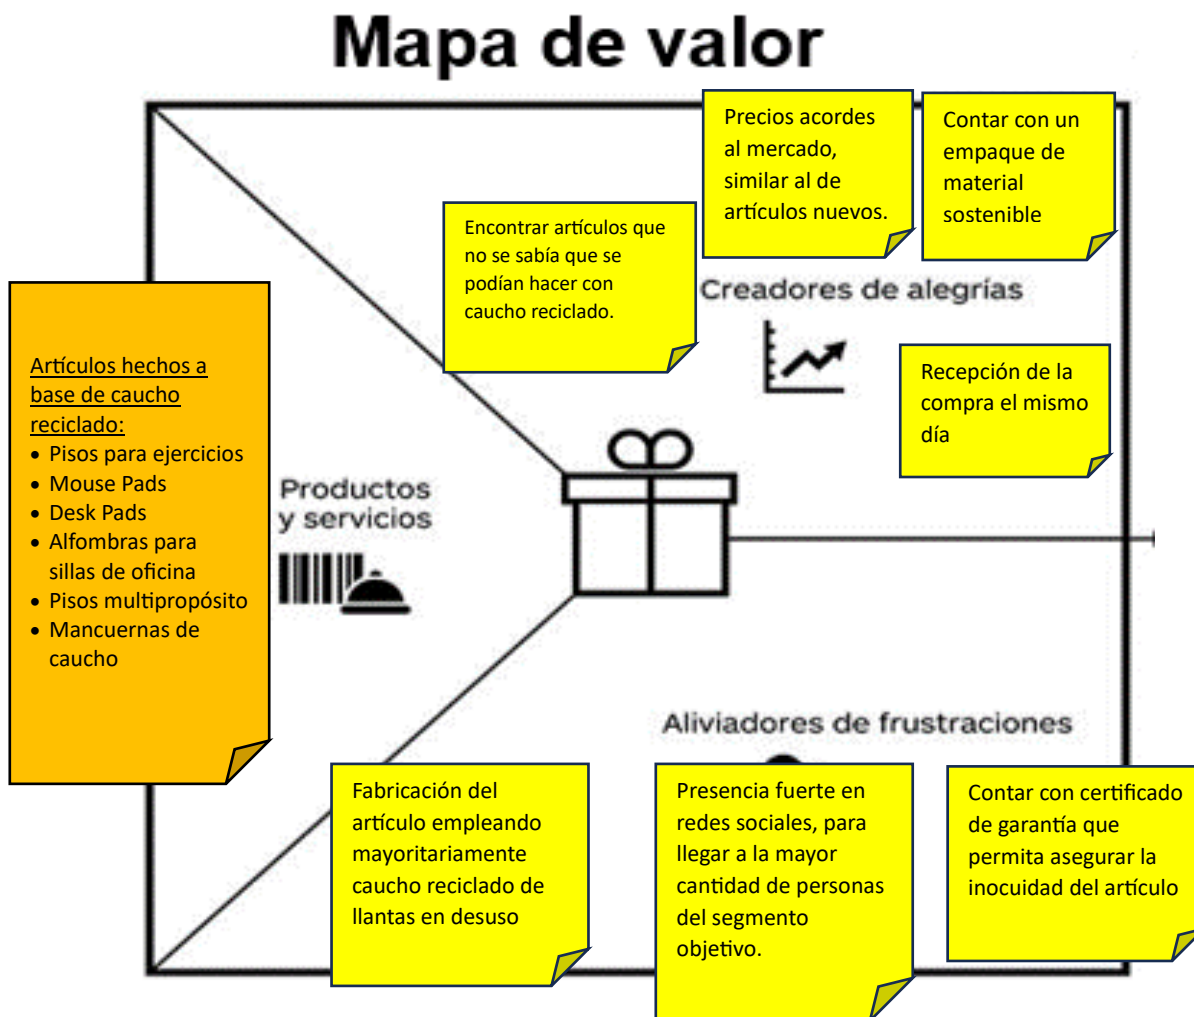 Mapa de valor
Precios acordes
al mercado,
similar al de
artículos nuevos.
Contar con un
empaque de
material
sostenible
Encontrar artículos que
no se sabía que se
podían hacer con
caucho reciclado.
Creadores de alegrías
Recepción de la
compra el mismo
día
Artículos hechos a
base de caucho
reciclado:
• Pisos para ejercicios
• Mouse Pads
• Desk Pads
• Alfombras para
sillas de oficina
• Pisos multipropósito
• Mancuernas de
caucho
Productos
y servicios
Aliviadores de frustraciones
Fabricación del
artículo empleando
mayoritariamente
caucho reciclado de
llantas en desuso
Presencia fuerte en
redes sociales, para
llegar a la mayor
cantidad de personas
del segmento
objetivo.
Contar con certificado
de garantía que
permita asegurar la
inocuidad del artículo